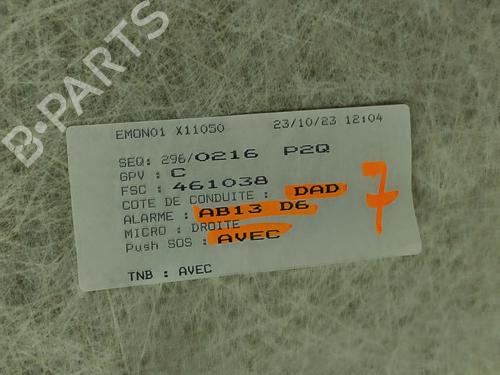 B-PARTS
EMON01 X11050 23/10/23 12:04
SEQ: 296/0216 P2Q
GPV : C
FSC : 461038
COTE DE CONDUITE : DAD
ALARME : AB13 D6
MICRO : DROITE
Push SOS : AVEC
TNB : AVEC
7